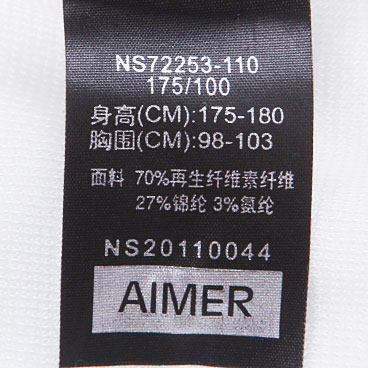 NS72253-110
175/100
身高(CM):175-180
胸围(CM):98-103
面料 70%再生纤维素纤维
27%锦纶 3%氨纶
NS20110044
AIMER